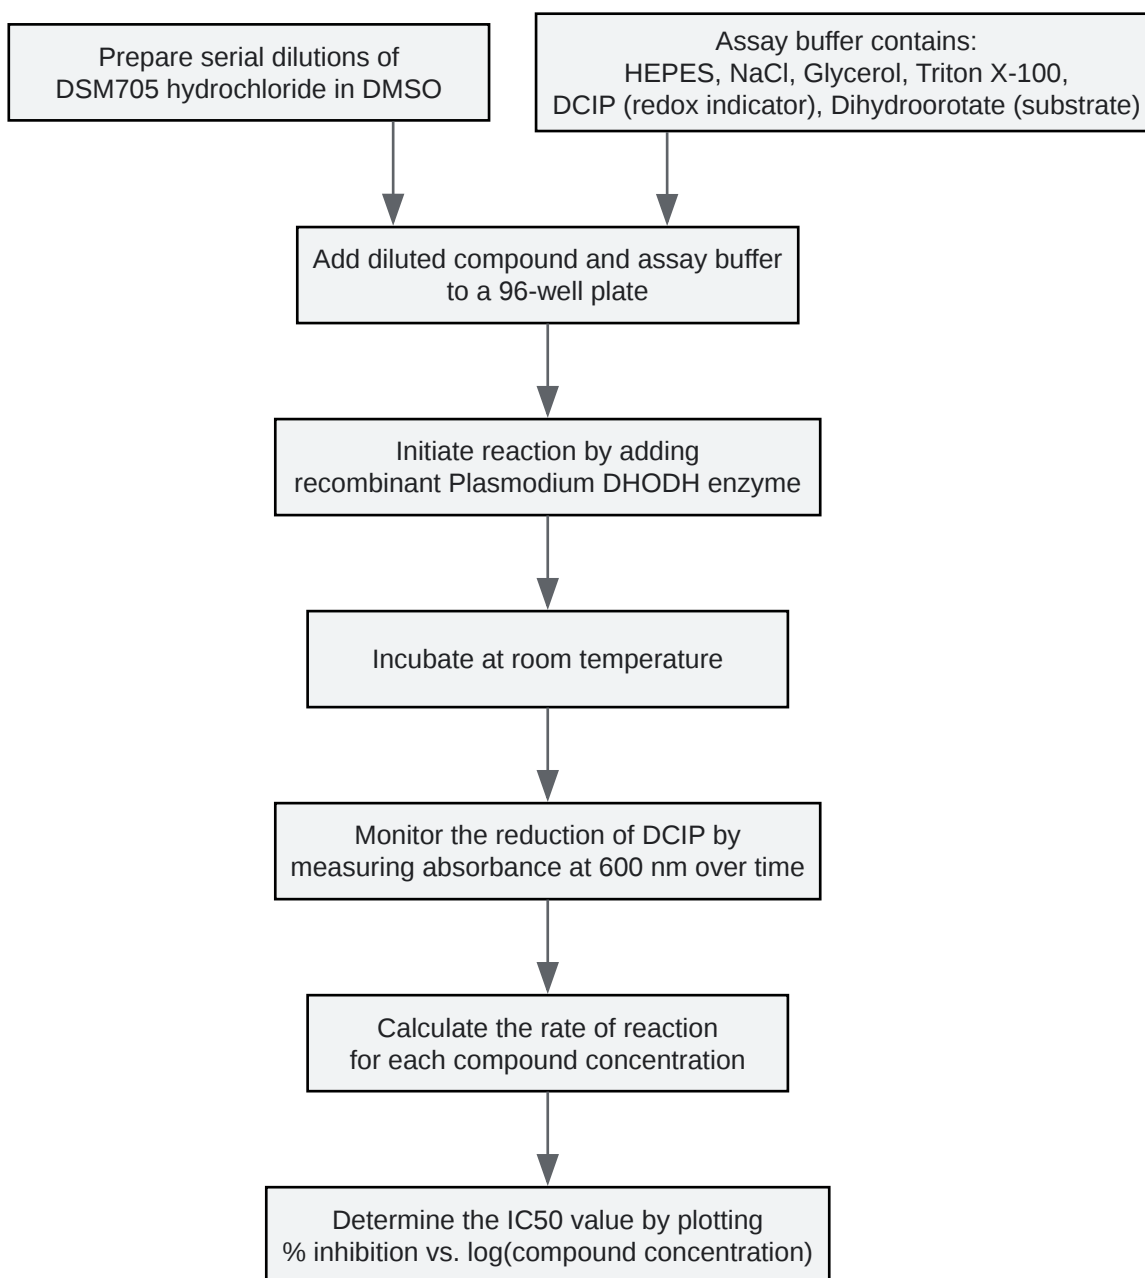 Prepare serial dilutions of
DSM705 hydrochloride in DMSO
Assay buffer contains:
HEPES, NaCl, Glycerol, Triton X-100,
DCIP (redox indicator), Dihydroorotate (substrate)
Add diluted compound and assay buffer
to a 96-well plate
Initiate reaction by adding
recombinant Plasmodium DHODH enzyme
Incubate at room temperature
Monitor the reduction of DCIP by
measuring absorbance at 600 nm over time
Calculate the rate of reaction
for each compound concentration
Determine the IC50 value by plotting
% inhibition vs. log(compound concentration)